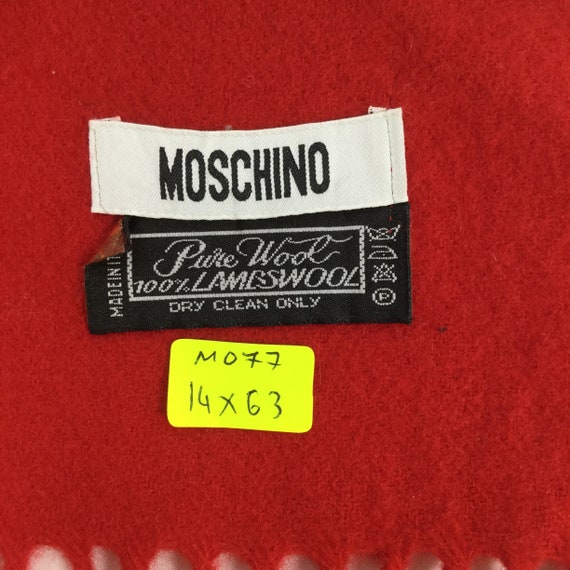 MOSCHINO
Pure Wool
100% LAMBSWOOL
DRY CLEAN ONLY
MADE IN IT
P
M077
14x63